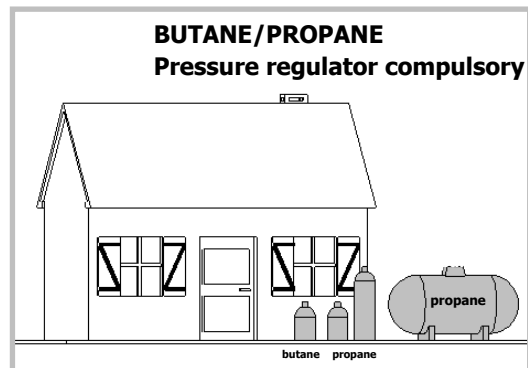 BUTANE/PROPANE
Pressure regulator compulsory
propane
butane propane